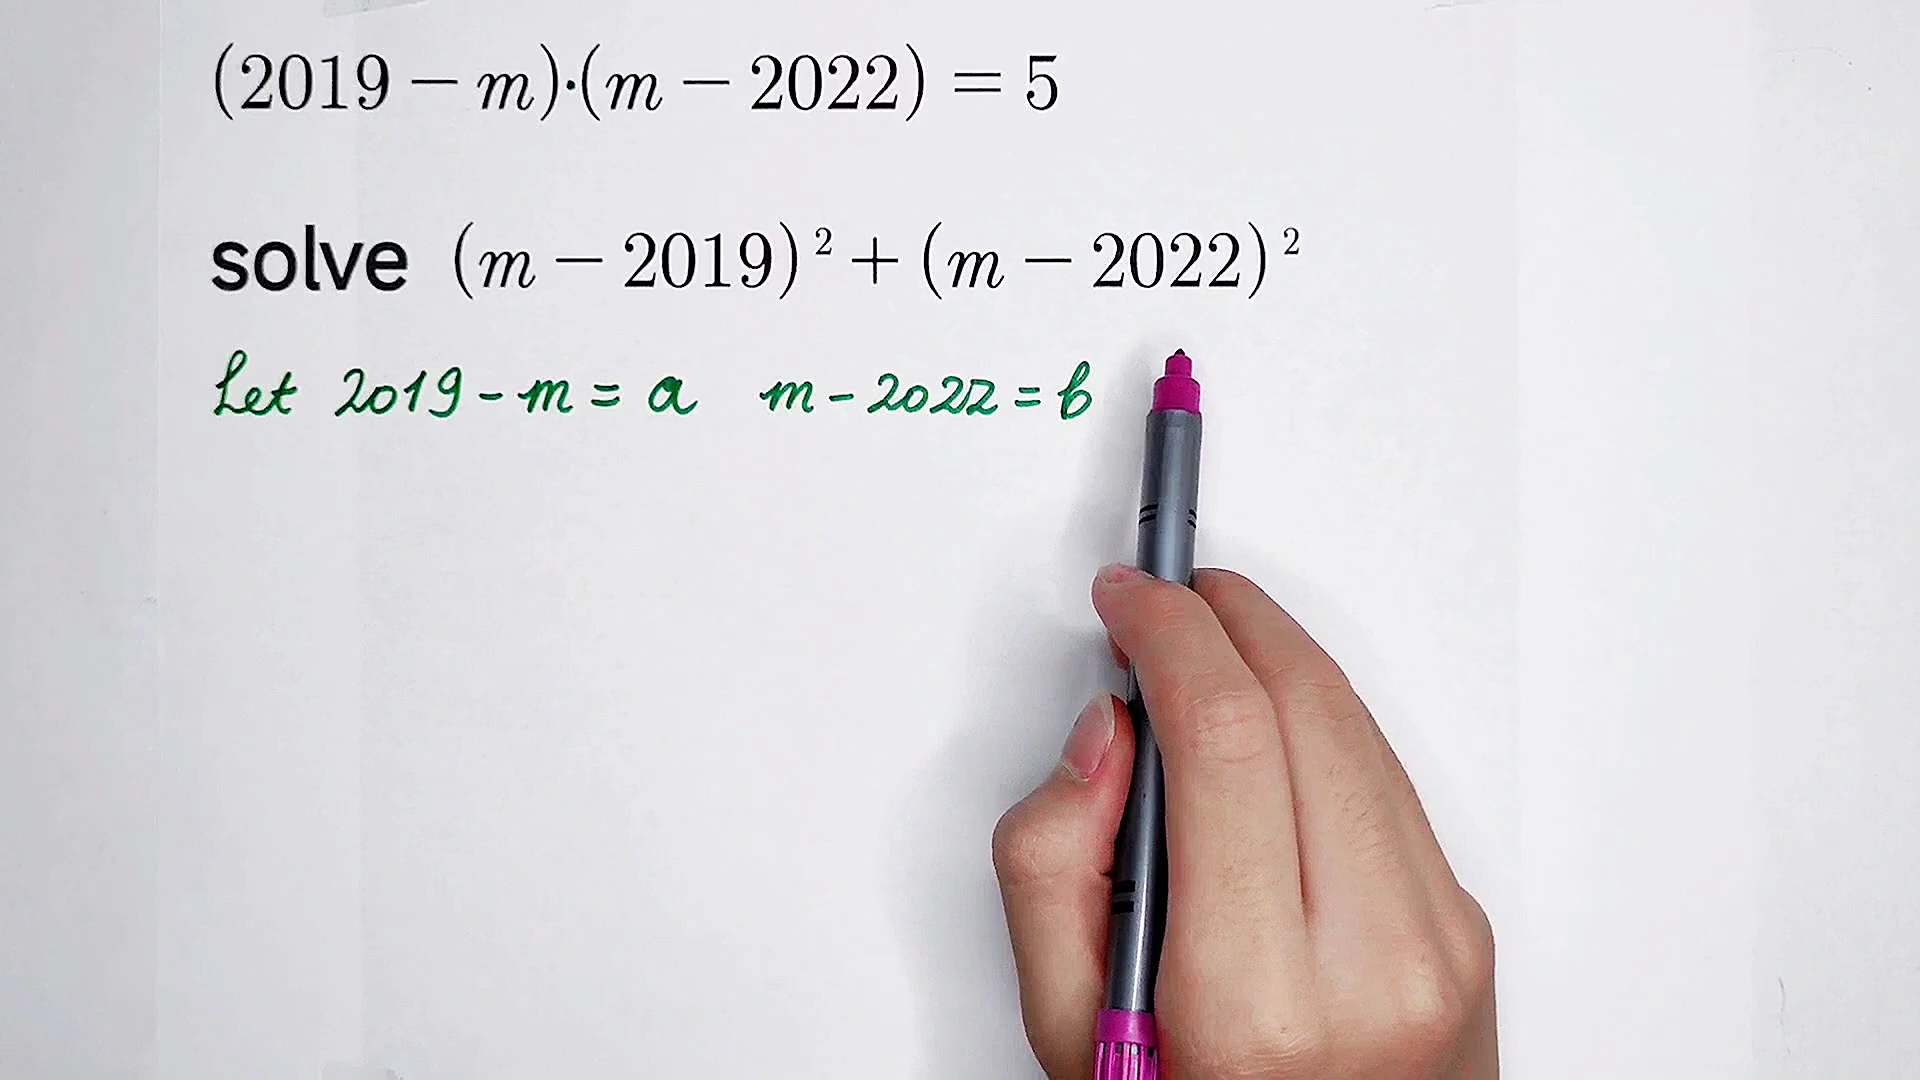 (2019 − m)·(m − 2022) = 5
solve (m − 2019)² + (m − 2022)²
Let 2019 - m = a m - 2022 = b